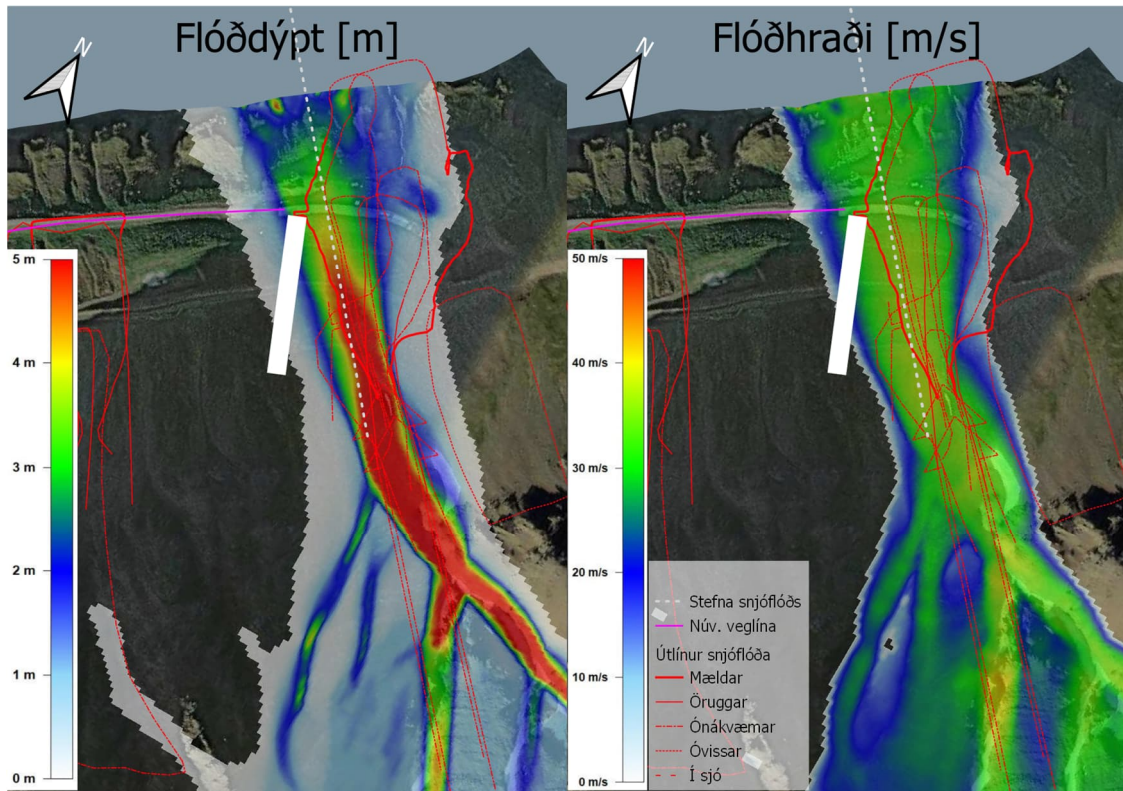 Flóðdýpt [m]
N
5 m
4 m
3 m
2 m
1 m
0 m
Flóðhraði [m/s]
N
50 m/s
40 m/s
30 m/s
20 m/s
10 m/s
0 m/s
Stefna snjóflóðs
Núv. veglína
Útlínur snjóflóða
Mældar
Öruggar
Ónákvæmar
Óvissar
Í sjó